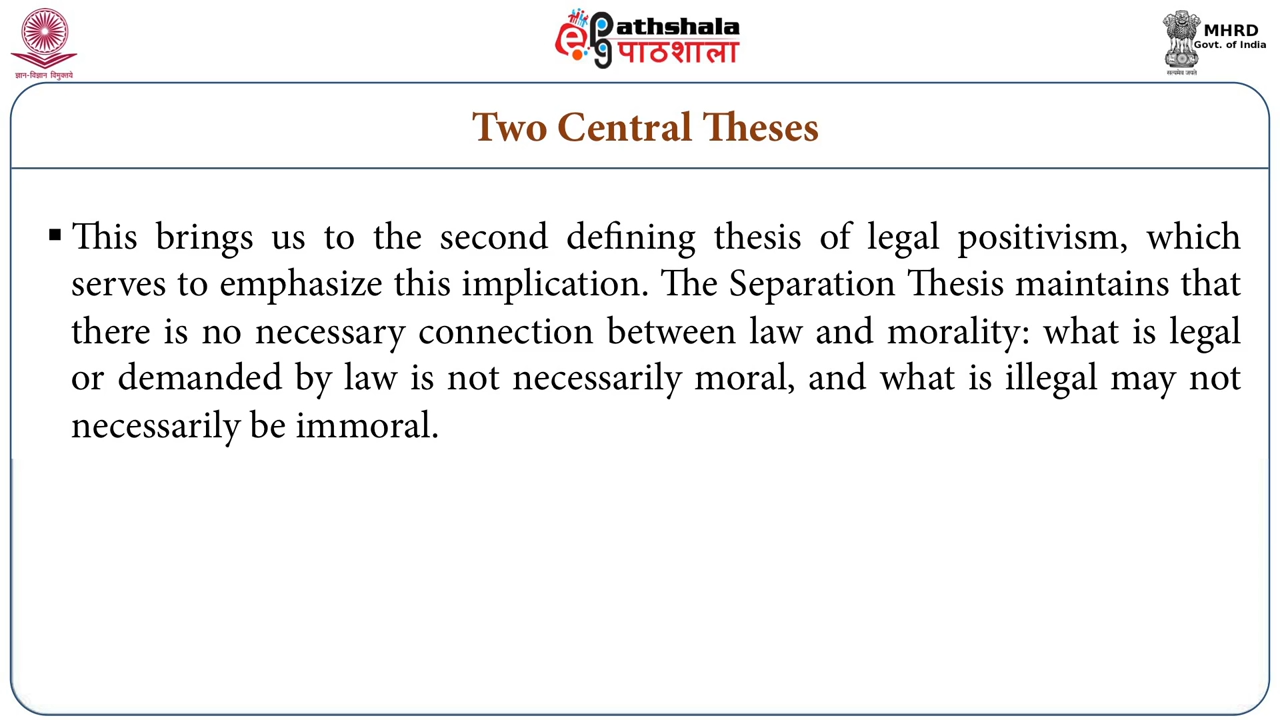 ज्ञान-विज्ञान विमुक्तये
ePG Pathshala
पाठशाला
MHRD
Govt. of India
सत्यमेव जयते
Two Central Theses
▪ This brings us to the second defining thesis of legal positivism, which
serves to emphasize this implication. The Separation Thesis maintains that
there is no necessary connection between law and morality: what is legal
or demanded by law is not necessarily moral, and what is illegal may not
necessarily be immoral.